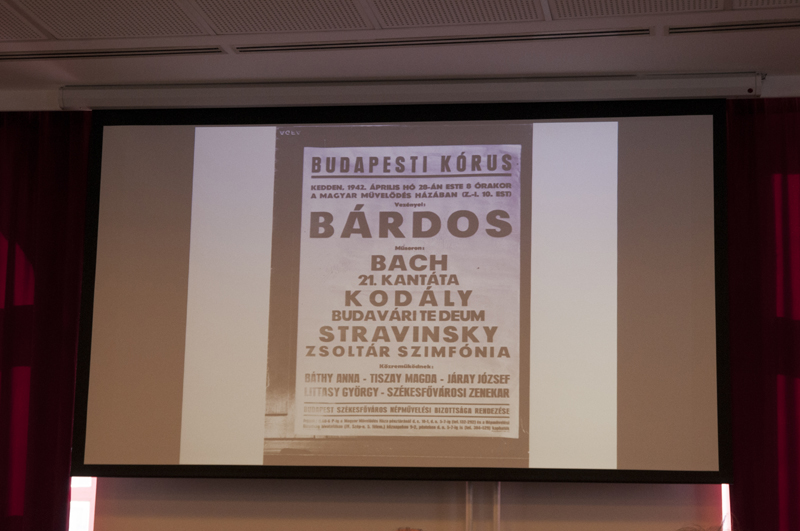 BUDAPESTI KÓRUS
KEDDEN, 1942. ÁPRILIS HÓ 28-ÁN ESTE 8 ÓRAKOR
A MAGYAR MŰVELŐDÉS HÁZÁBAN (Z.-I. 10. EST)
Vezényel:
BÁRDOS
Műsoron:
BACH
21. KANTÁTA
KODÁLY
BUDAVÁRI TE DEUM
STRAVINSKY
ZSOLTÁR SZIMFÓNIA
Közreműködnek:
BÁTHY ANNA - TISZAY MAGDA - JÁRAY JÓZSEF
LITTASY GYÖRGY - SZÉKESFŐVÁROSI ZENEKAR
BUDAPEST SZÉKESFŐVÁROS NÉPMŰVELÉSI BIZOTTSÁGA RENDEZÉSE